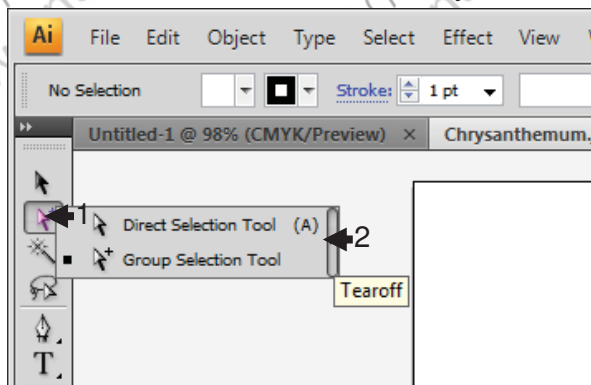 Ai File Edit Object Type Select Effect View
No Selection Stroke: 1 pt
Untitled-1 @ 98% (CMYK/Preview) × Chrysanthemum.
1
Direct Selection Tool (A)
2
Group Selection Tool
Tearoff
T